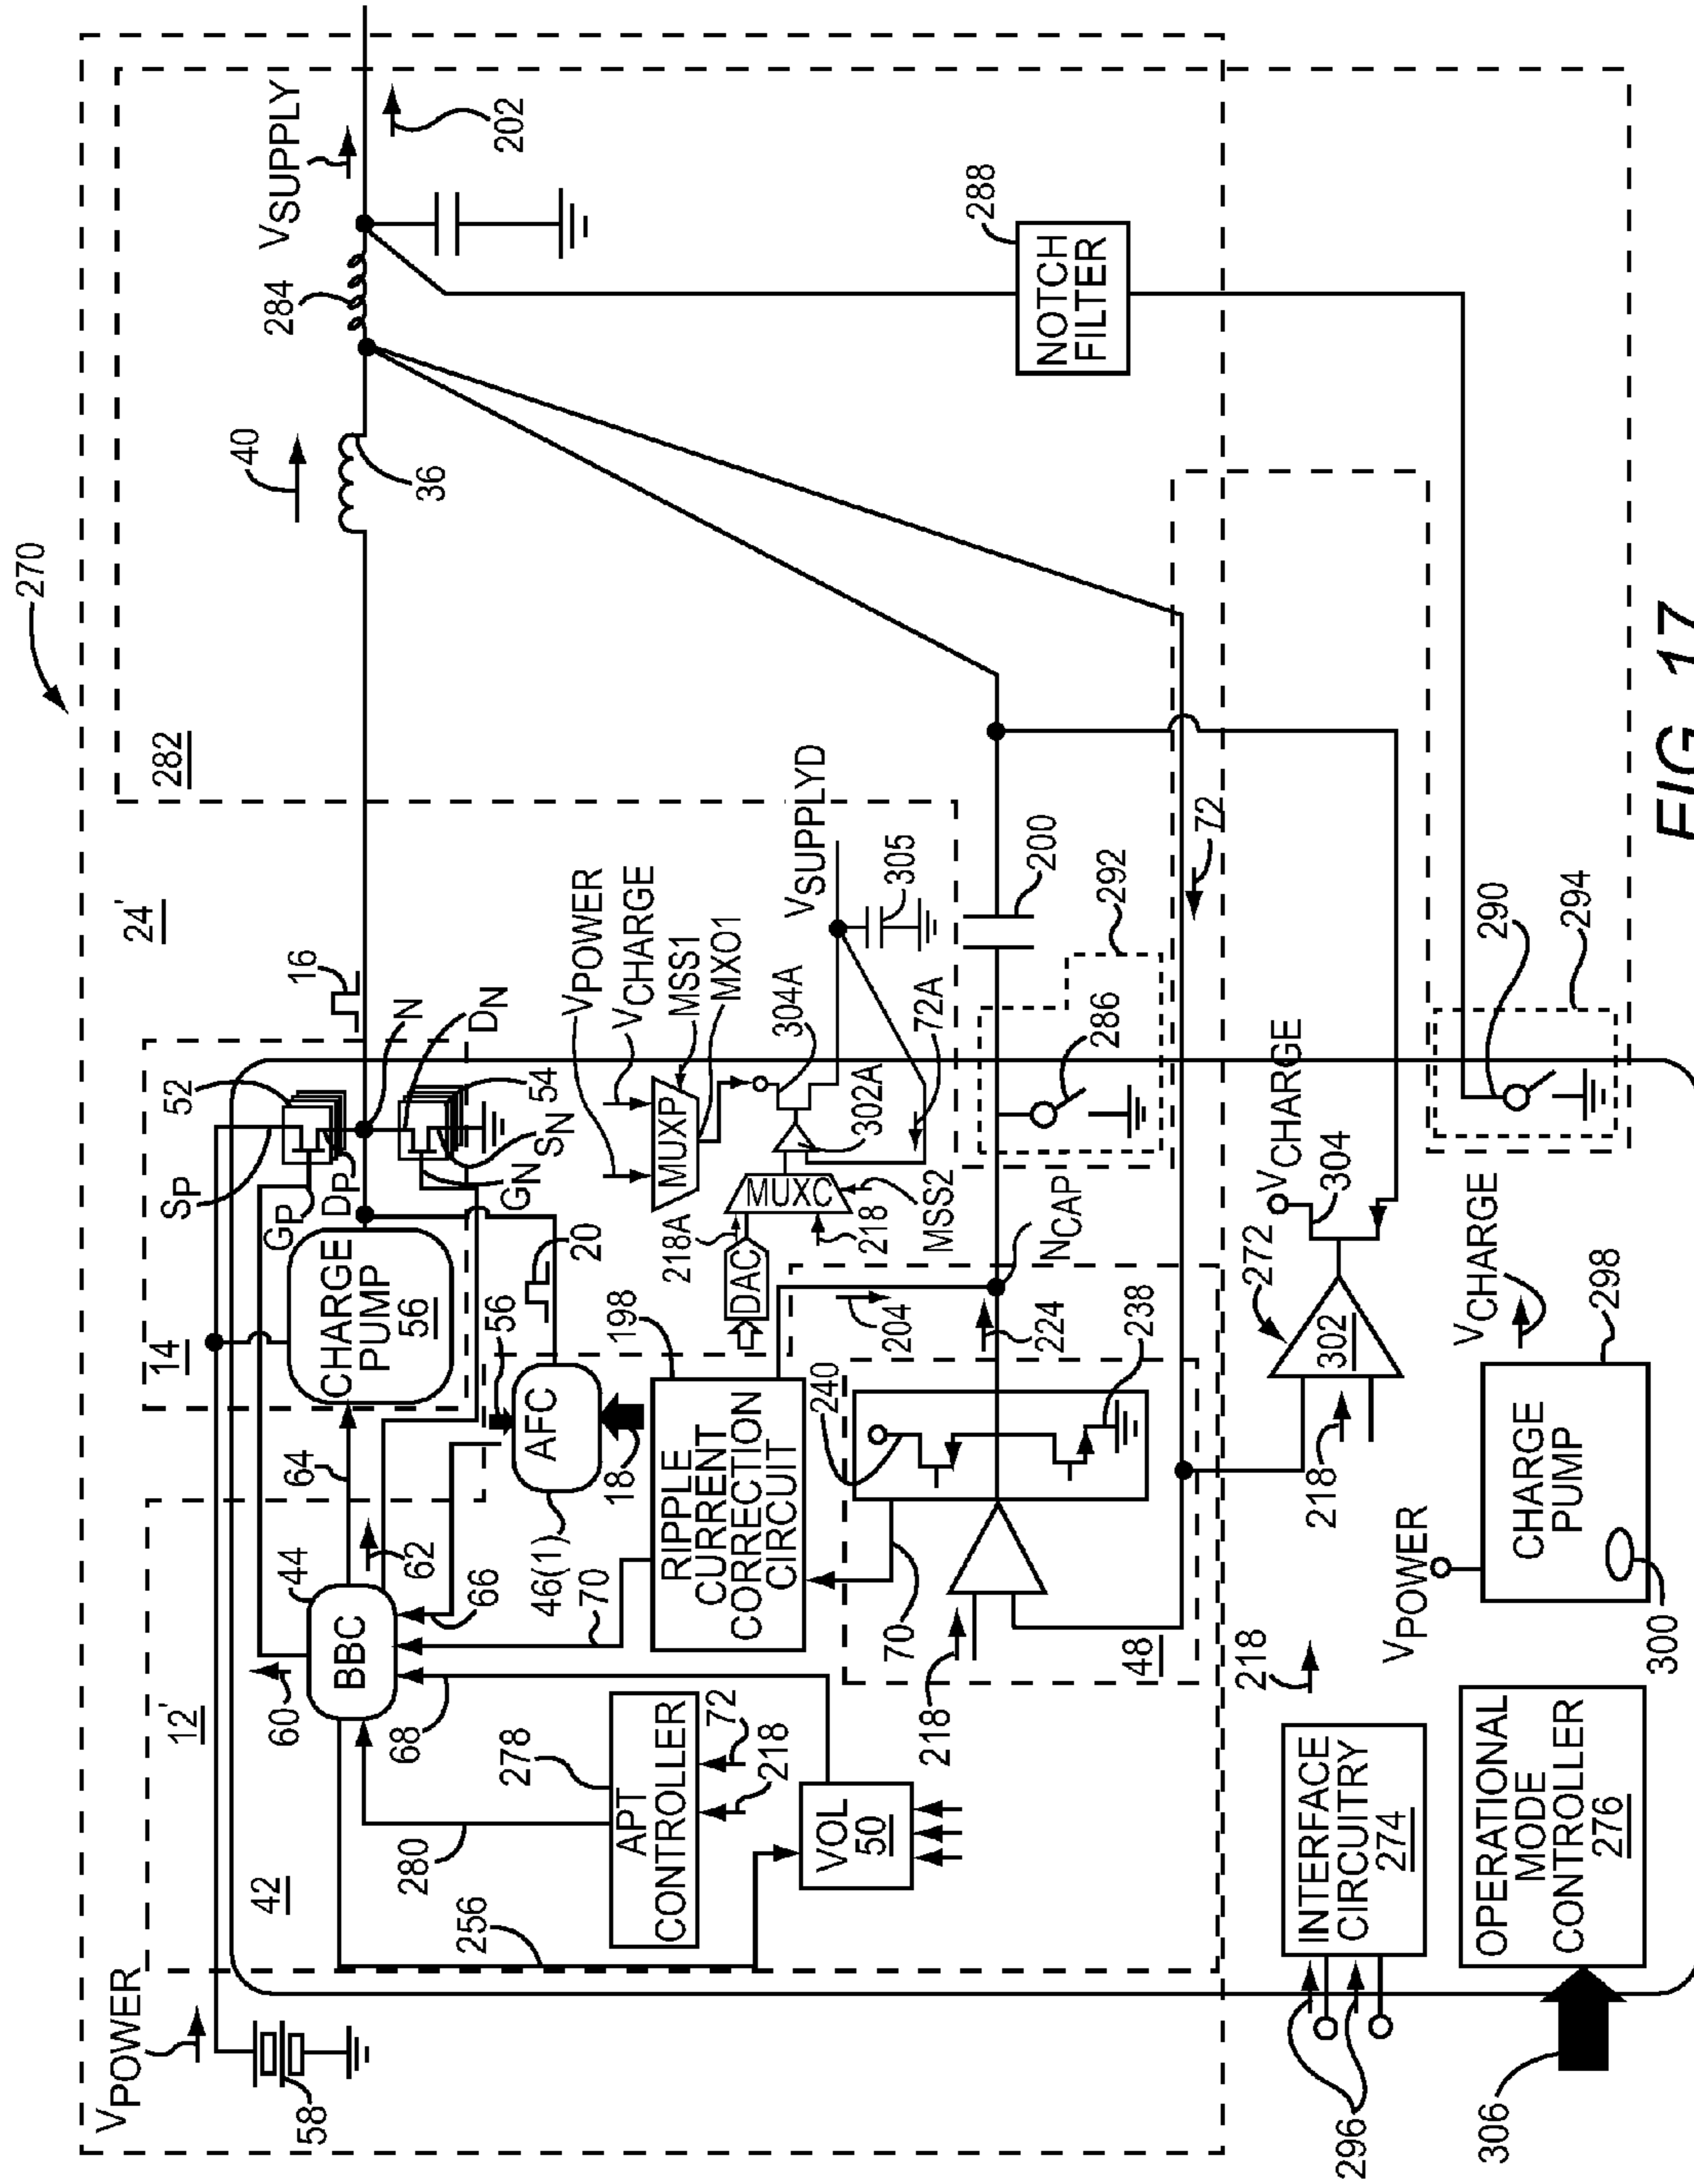 270
VPOWER
58
12'
42
60
BBC
44
64
62
66
68
70
256
280
278
APT
CONTROLLER
72
218
VOL
50
14
CHARGE
PUMP
56
SP
GP
DP
52
54
N
DN
SN
GN
16
24'
20
56
AFC
46(1)
18
198
RIPPLE
CURRENT
CORRECTION
CIRCUIT
204
70
240
238
224
218
48
NCAP
DAC
218A
218
MUXC
MSS2
MUXP
VPOWER
VCHARGE
MSS1
MXO1
304A
302A
72A
VSUPPLYD
305
200
286
292
72
282
40
36
284
VSUPPLY
202
288
NOTCH
FILTER
290
294
272
302
304
VCHARGE
218
VCHARGE
298
CHARGE
PUMP
300
VPOWER
218
INTERFACE
CIRCUITRY
274
296
OPERATIONAL
MODE
CONTROLLER
276
306
FIG. 17